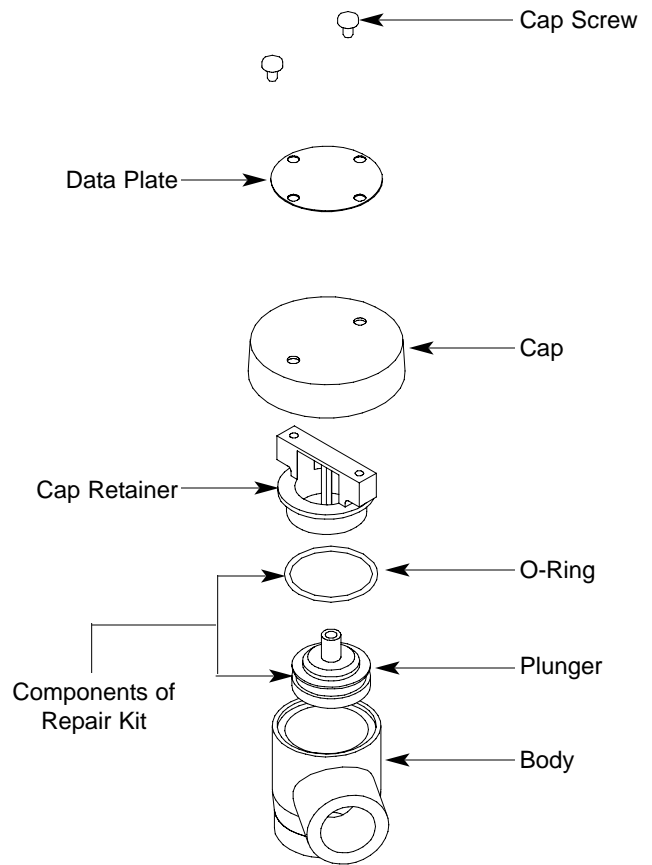 Cap Screw
Data Plate
Cap
Cap Retainer
O-Ring
Plunger
Components of
Repair Kit
Body